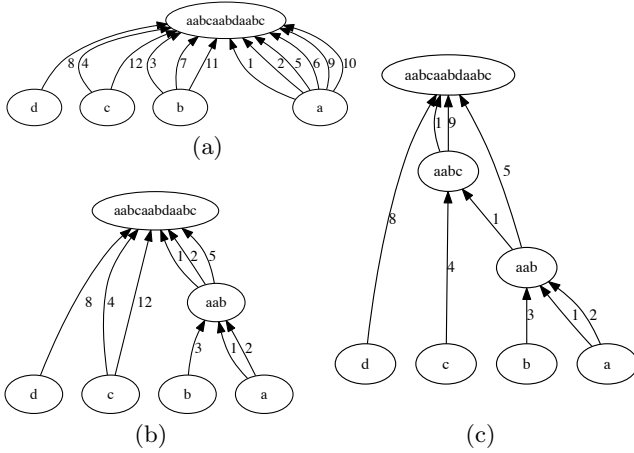 aabcaabdaabc
8 4 12 3 7 11 1 2 5 6 9 10
d c b a
(a)
aabcaabdaabc
1 2 5
8 4 12
aab
3 1 2
d c b a
(b)
aabcaabdaabc
1 9
aabc
5
8 1
4 aab
3 1 2
d c b a
(c)